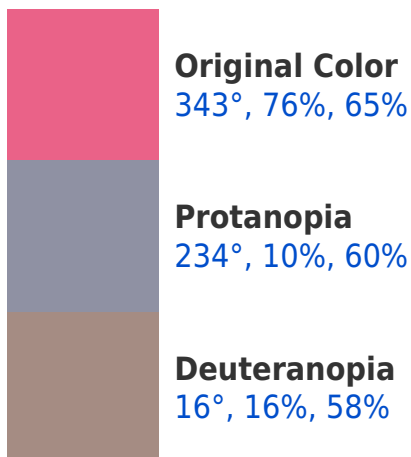 Original Color
343°, 76%, 65%
Protanopia
234°, 10%, 60%
Deuteranopia
16°, 16%, 58%